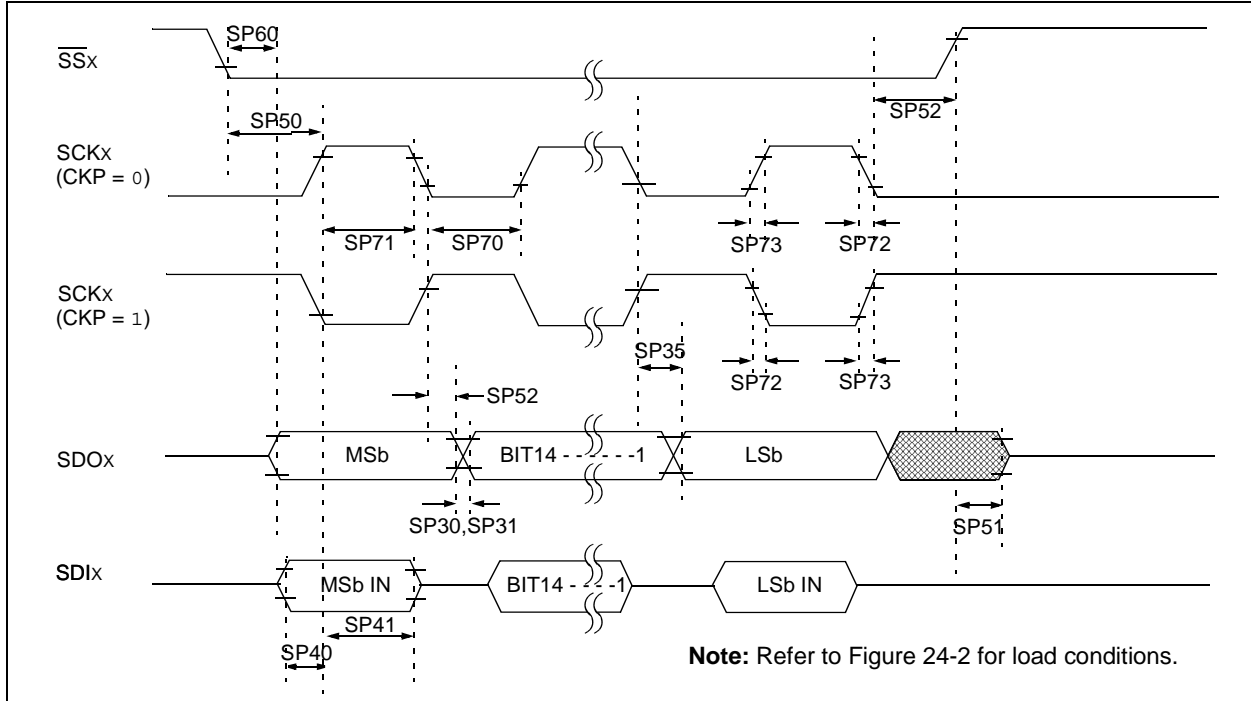 SP60
SSX
SP50
SP52
SCKX
(CKP = 0)
SP71
SP70
SP73
SP72
SCKX
(CKP = 1)
SP35
SP72
SP73
SP52
SDOX
MSb
BIT14 - - - - - -1
LSb
SP30,SP31
SP51
SDIX
MSb IN
BIT14 - - - -1
LSb IN
SP41
SP40
Note: Refer to Figure 24-2 for load conditions.